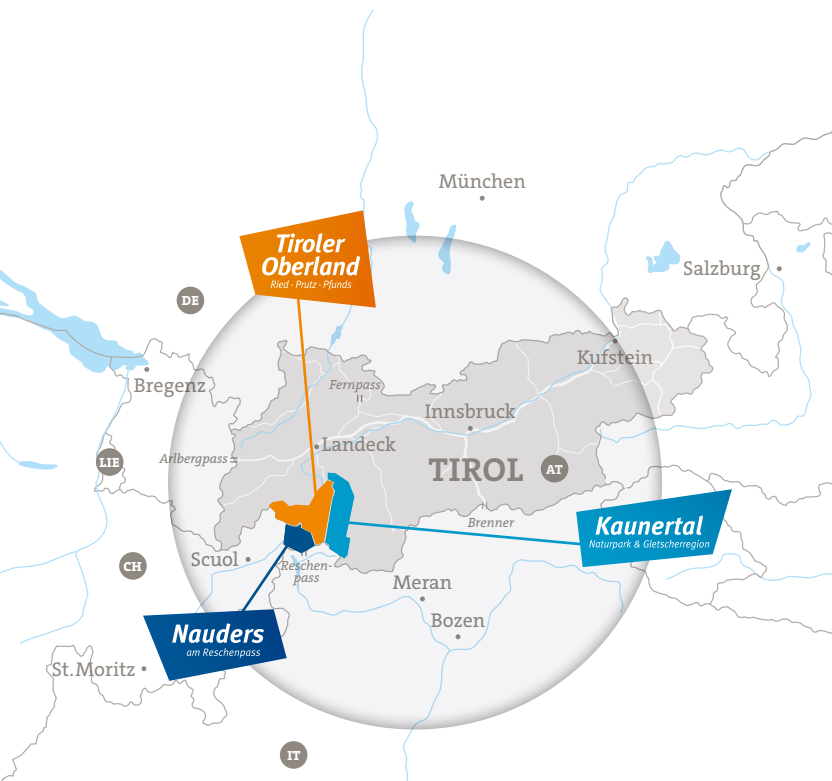 München
Tiroler
Oberland
Ried - Prutz - Pfunds
Salzburg
DE
Kufstein
Bregenz
Fernpass
Innsbruck
Landeck
Arlbergpass
LIE
TIROL
AT
Brenner
Kaunertal
Naturpark & Gletscherregion
Scuol
CH
Reschen-
pass
Meran
Bozen
Nauders
am Reschenpass
St.Moritz
IT